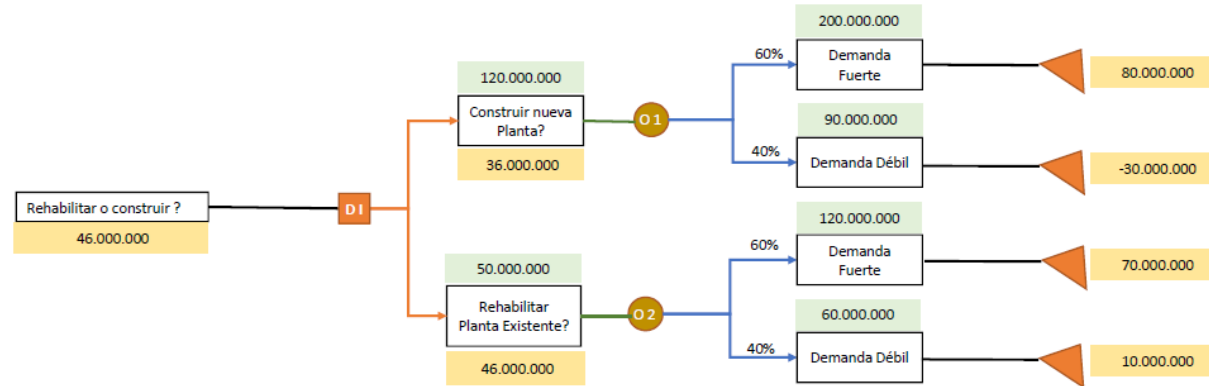 Rehabilitar o construir ?
46.000.000
D I
120.000.000
Construir nueva
Planta?
36.000.000
O 1
60%
200.000.000
Demanda
Fuerte
80.000.000
40%
90.000.000
Demanda Débil
-30.000.000
50.000.000
Rehabilitar
Planta Existente?
46.000.000
O 2
60%
120.000.000
Demanda
Fuerte
70.000.000
40%
60.000.000
Demanda Débil
10.000.000